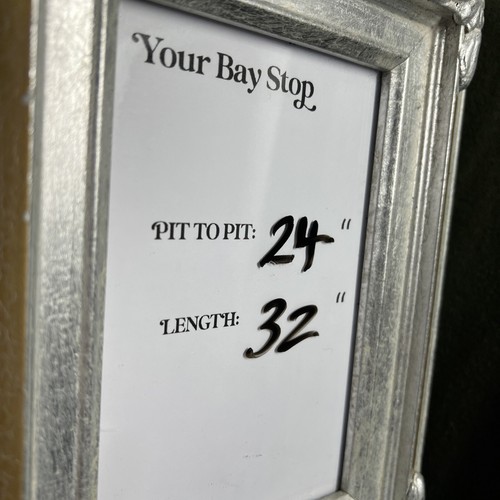 Your Bay Stop
PIT TO PIT: 24"
LENGTH: 32"